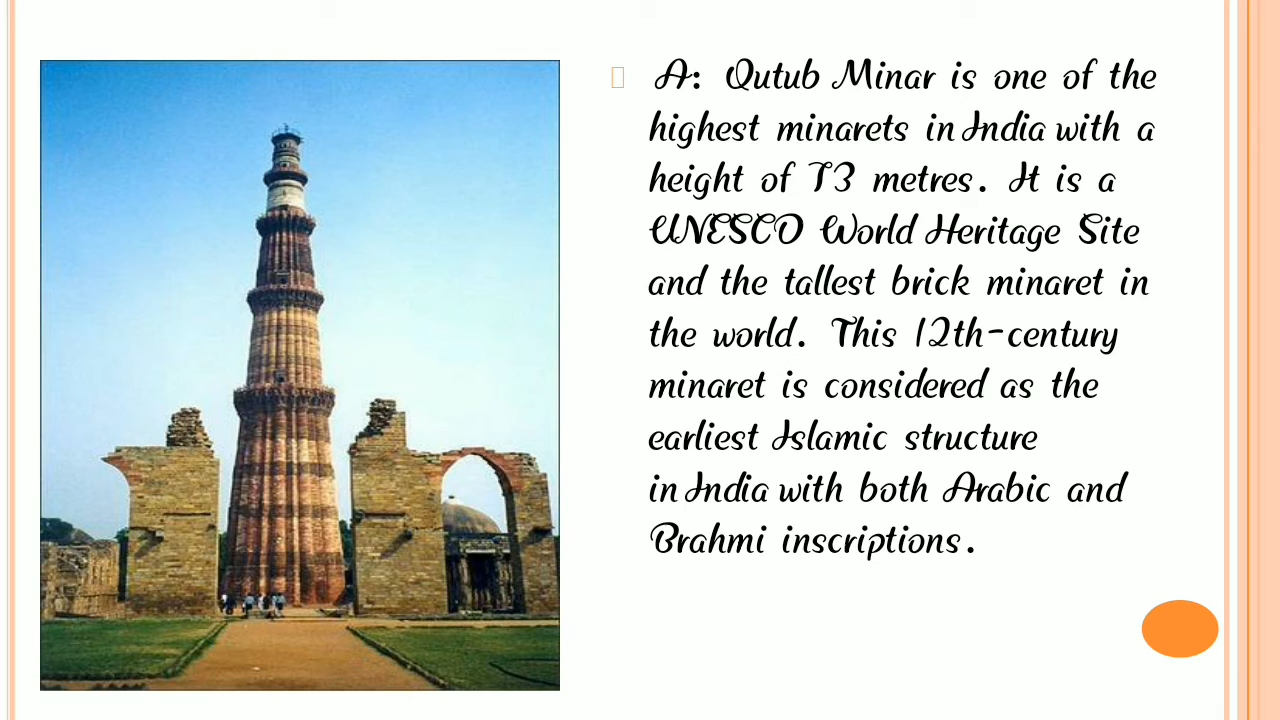 A: Qutub Minar is one of the
highest minarets in India with a
height of 73 metres. It is a
UNESCO World Heritage Site
and the tallest brick minaret in
the world. This 12th-century
minaret is considered as the
earliest Islamic structure
in India with both Arabic and
Brahmi inscriptions.